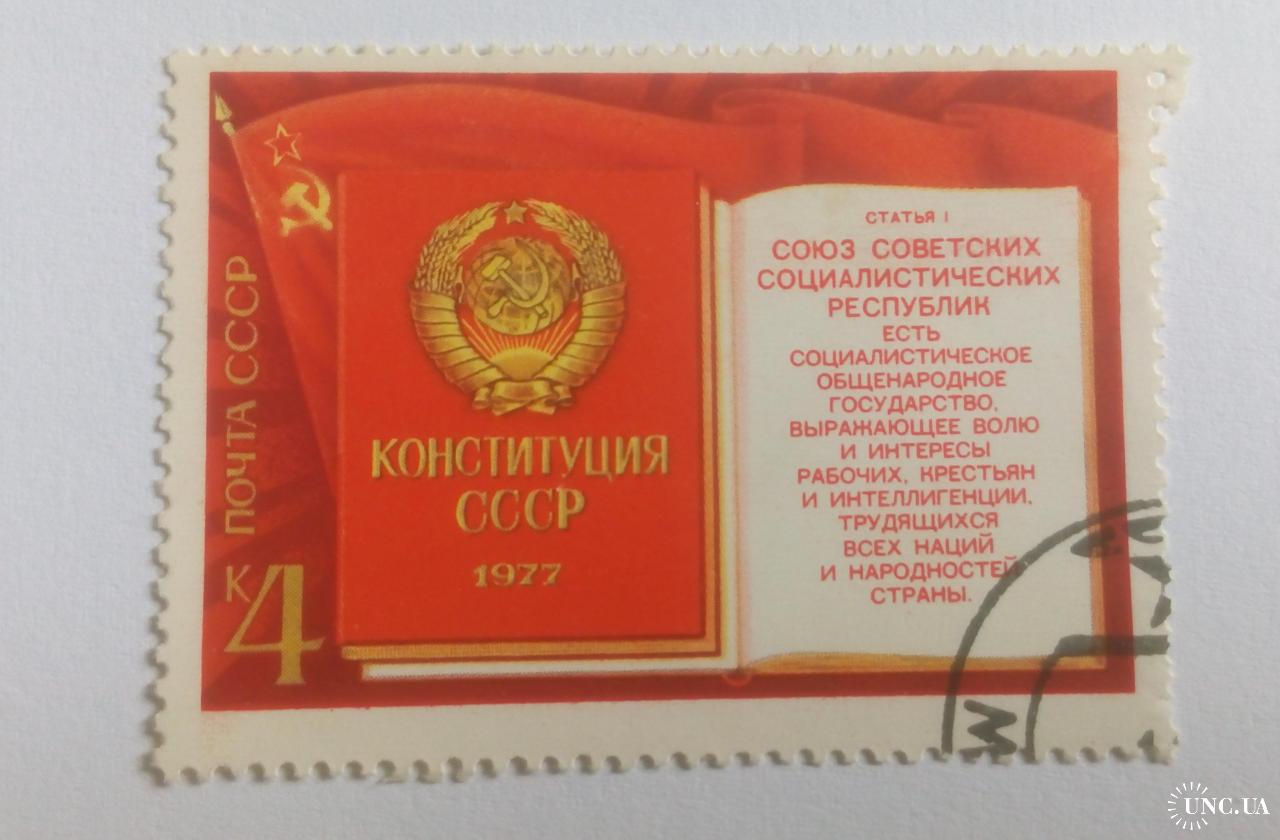 ПОЧТА СССР
К4
КОНСТИТУЦИЯ
СССР
1977
СТАТЬЯ I
СОЮЗ СОВЕТСКИХ
СОЦИАЛИСТИЧЕСКИХ
РЕСПУБЛИК
ЕСТЬ
СОЦИАЛИСТИЧЕСКОЕ
ОБЩЕНАРОДНОЕ
ГОСУДАРСТВО,
ВЫРАЖАЮЩЕЕ ВОЛЮ
И ИНТЕРЕСЫ
РАБОЧИХ, КРЕСТЬЯН
И ИНТЕЛЛИГЕНЦИИ,
ТРУДЯЩИХСЯ
ВСЕХ НАЦИЙ
И НАРОДНОСТЕЙ
СТРАНЫ.
UNC.UA